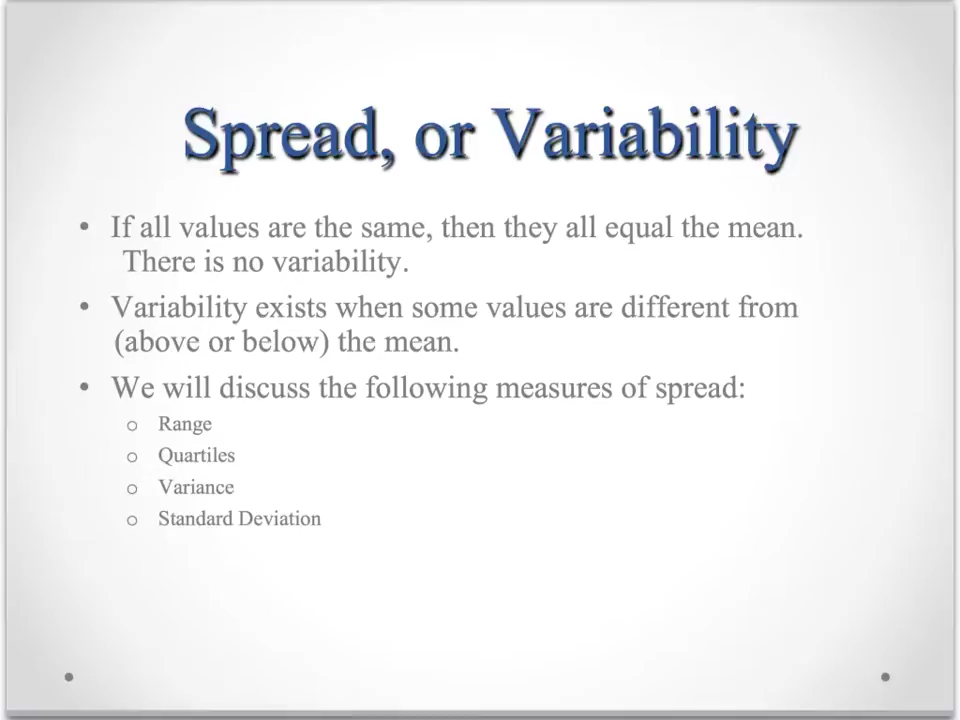 Spread, or Variability
• If all values are the same, then they all equal the mean.
There is no variability.
• Variability exists when some values are different from
(above or below) the mean.
• We will discuss the following measures of spread:
o Range
o Quartiles
o Variance
o Standard Deviation